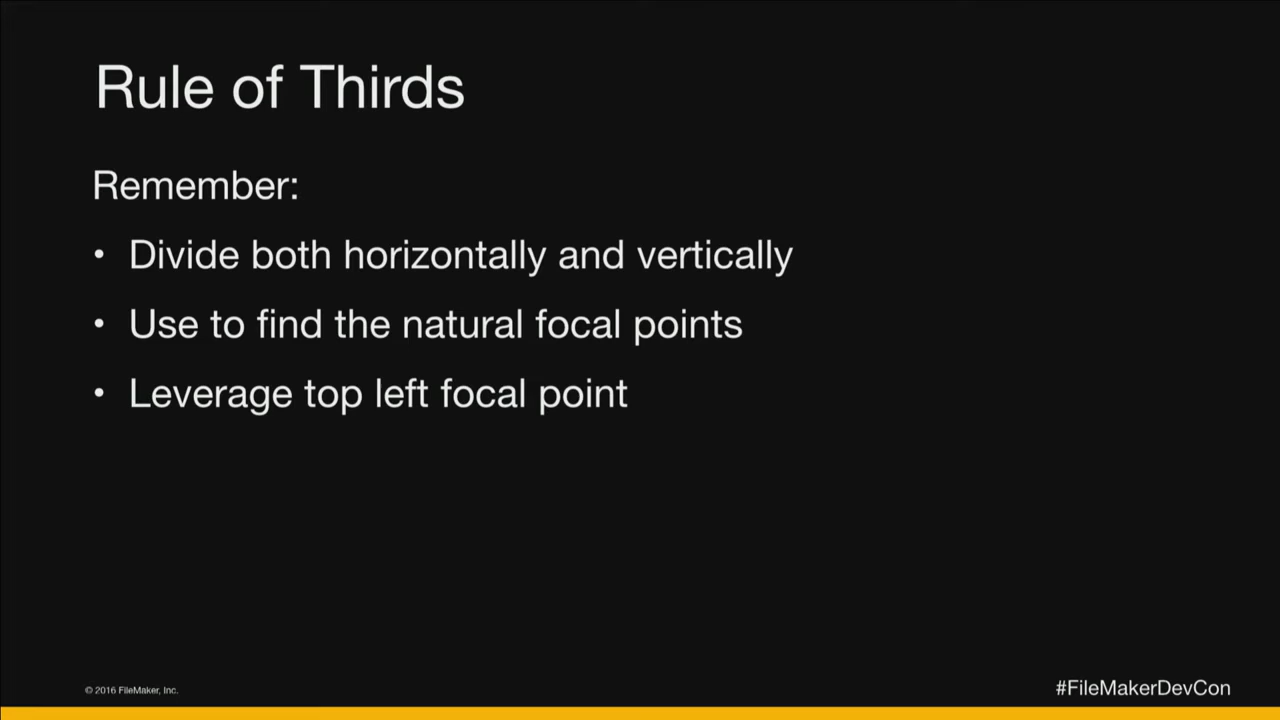 Rule of Thirds
Remember:
• Divide both horizontally and vertically
• Use to find the natural focal points
• Leverage top left focal point
© 2016 FileMaker, Inc.
#FileMakerDevCon